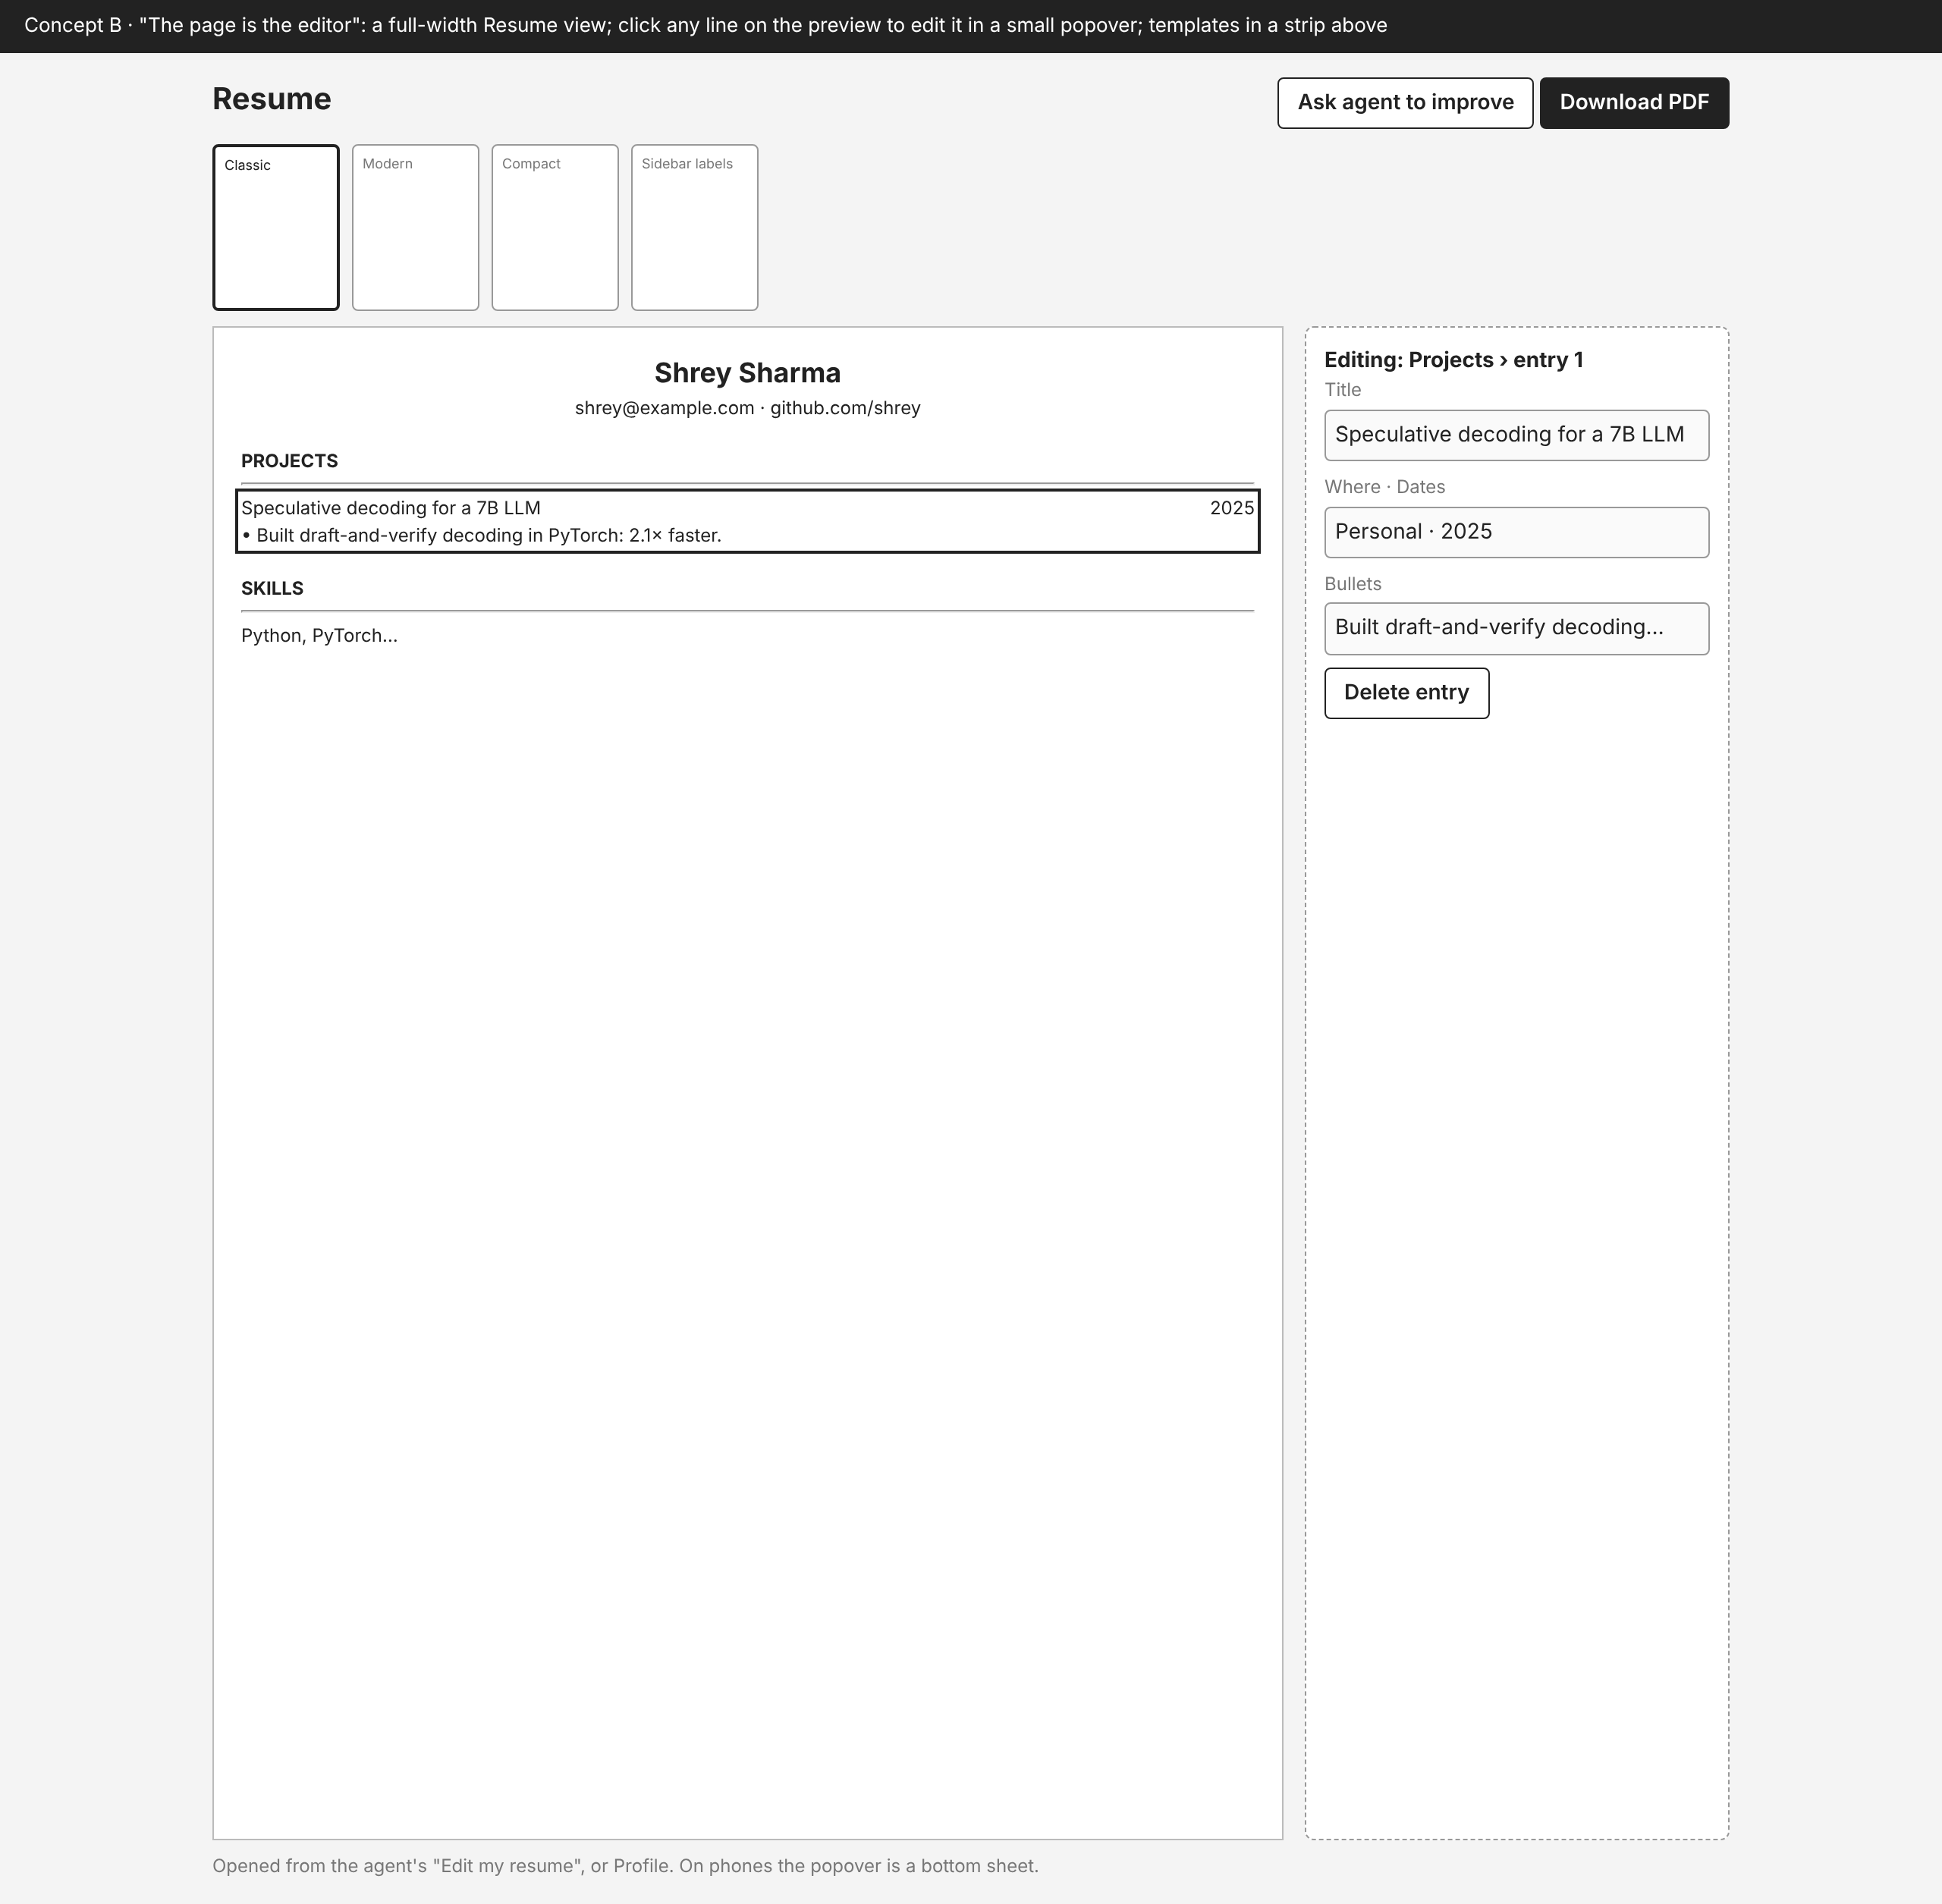 Concept B · "The page is the editor": a full-width Resume view; click any line on the preview to edit it in a small popover; templates in a strip above
Resume
Ask agent to improve
Download PDF
Classic
Modern
Compact
Sidebar labels
Shrey Sharma
shrey@example.com · github.com/shrey
PROJECTS
Speculative decoding for a 7B LLM 2025
• Built draft-and-verify decoding in PyTorch: 2.1× faster.
SKILLS
Python, PyTorch...
Editing: Projects › entry 1
Title
Speculative decoding for a 7B LLM
Where · Dates
Personal · 2025
Bullets
Built draft-and-verify decoding...
Delete entry
Opened from the agent's "Edit my resume", or Profile. On phones the popover is a bottom sheet.